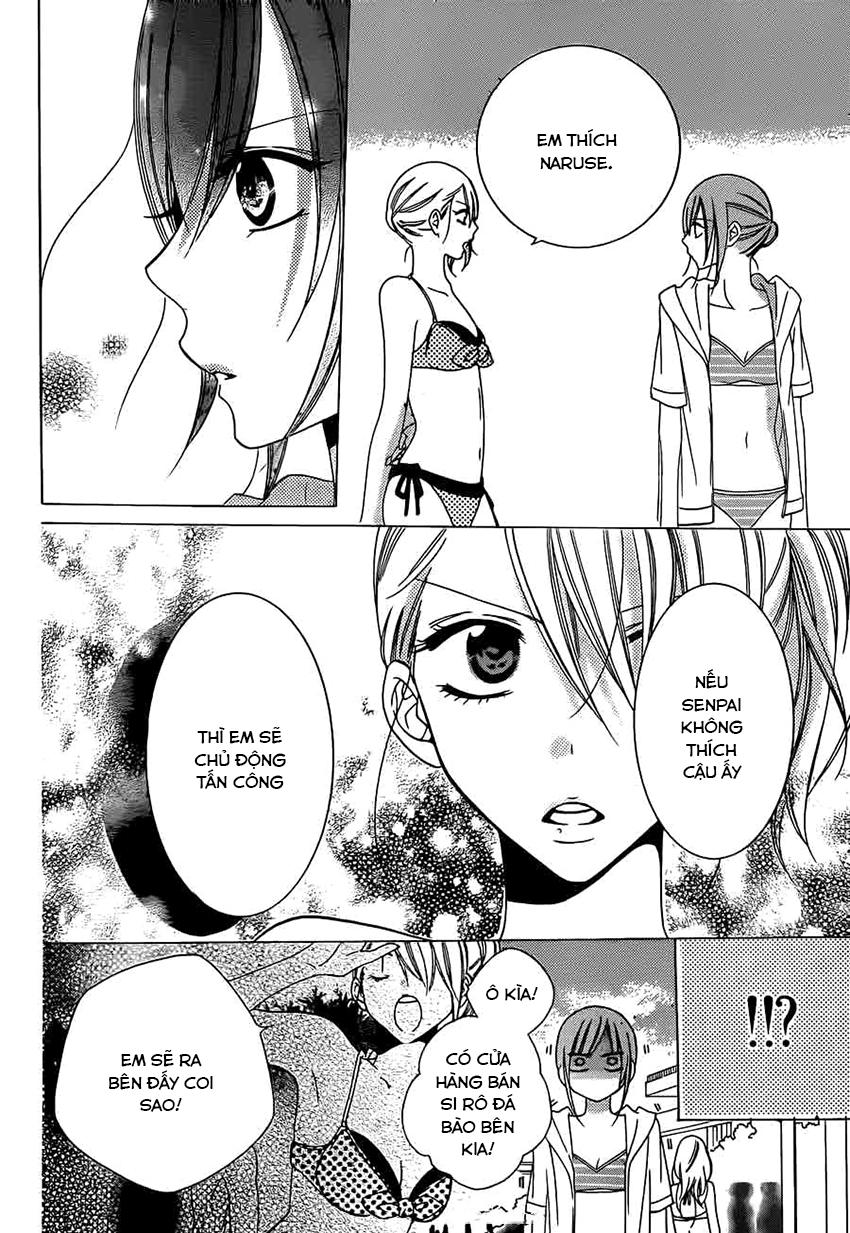 EM THÍCH
NARUSE.
NẾU
SENPAI
KHÔNG
THÍCH
CẬU ẤY
THÌ EM SẼ
CHỦ ĐỘNG
TẤN CÔNG
!!?
Ô KÌA!
CÓ CỬA
HÀNG BÁN
SI RÔ ĐÁ
BÀO BÊN
KIA!
EM SẼ RA
BÊN ĐẤY COI
SAO!